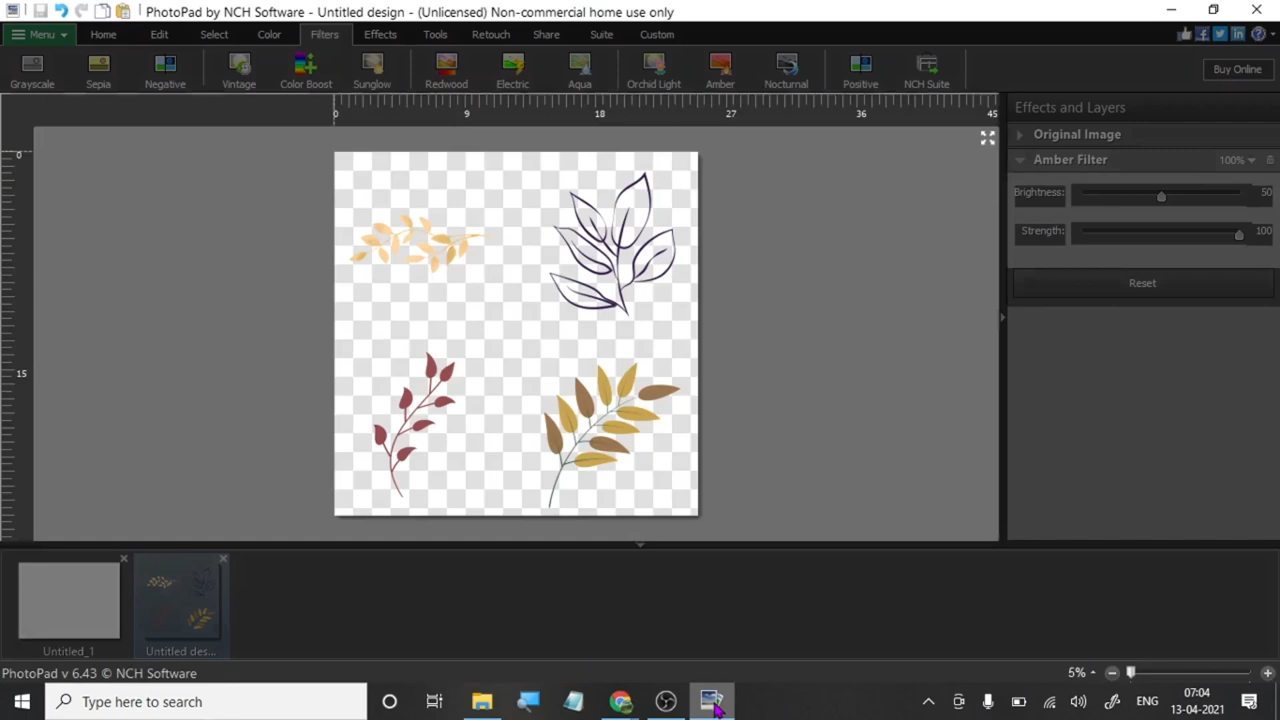 PhotoPad by NCH Software - Untitled design - (Unlicensed) Non-commercial home use only
Menu Home Edit Select Color Filters Effects Tools Retouch Share Suite Custom
Grayscale Sepia Negative Vintage Color Boost Sunglow Redwood Electric Aqua Orchid Light Amber Nocturnal Positive NCH Suite Buy Online
0 9 18 27 36 45
Effects and Layers
Original Image
Amber Filter 100%
Brightness: 50
Strength: 100
Reset
0
15
Untitled_1 Untitled des...
PhotoPad v 6.43 © NCH Software 5%
Type here to search ENG 07:04
13-04-2021